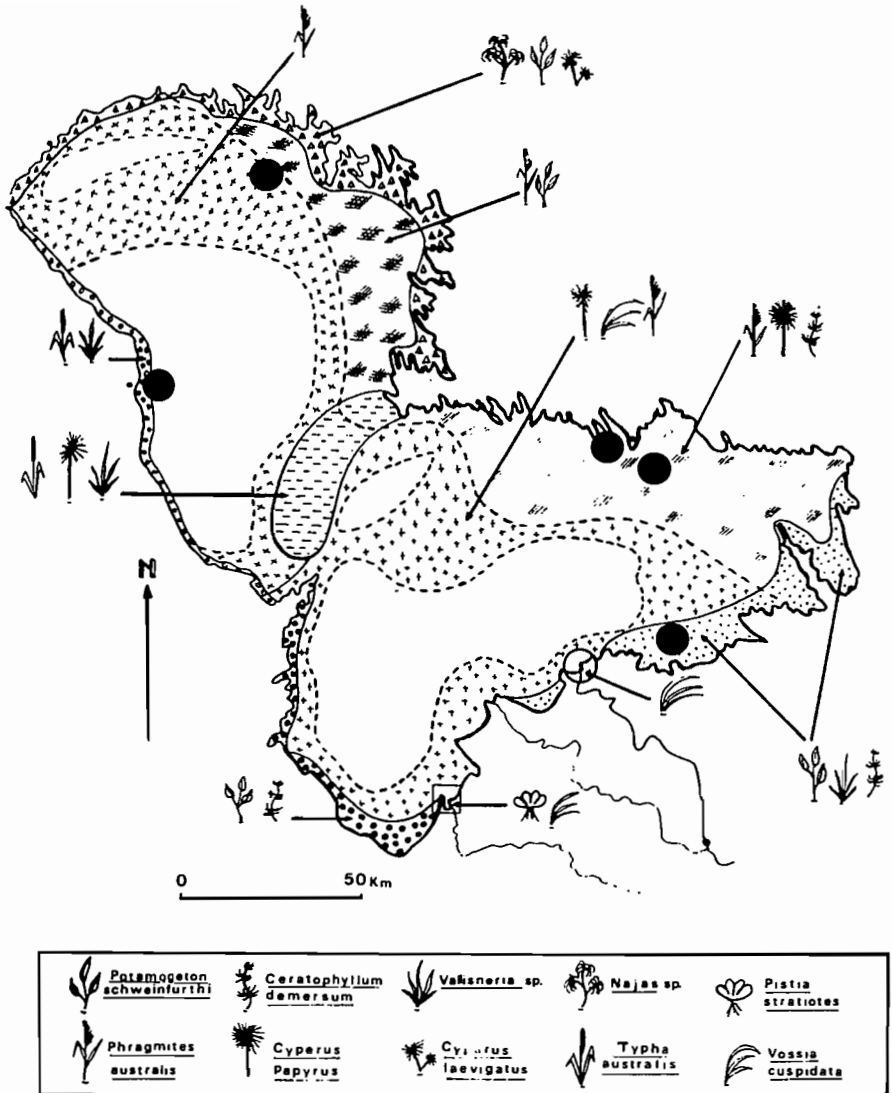 N
0 50 Km
Potamogeton
schweinfurthi
Ceratophyllum
demersum
Vallisneria sp.
Najas sp.
Pistia
stratiotes
Phragmites
australis
Cyperus
Papyrus
laevigatus
Typha
australis
Vossia
cuspidata